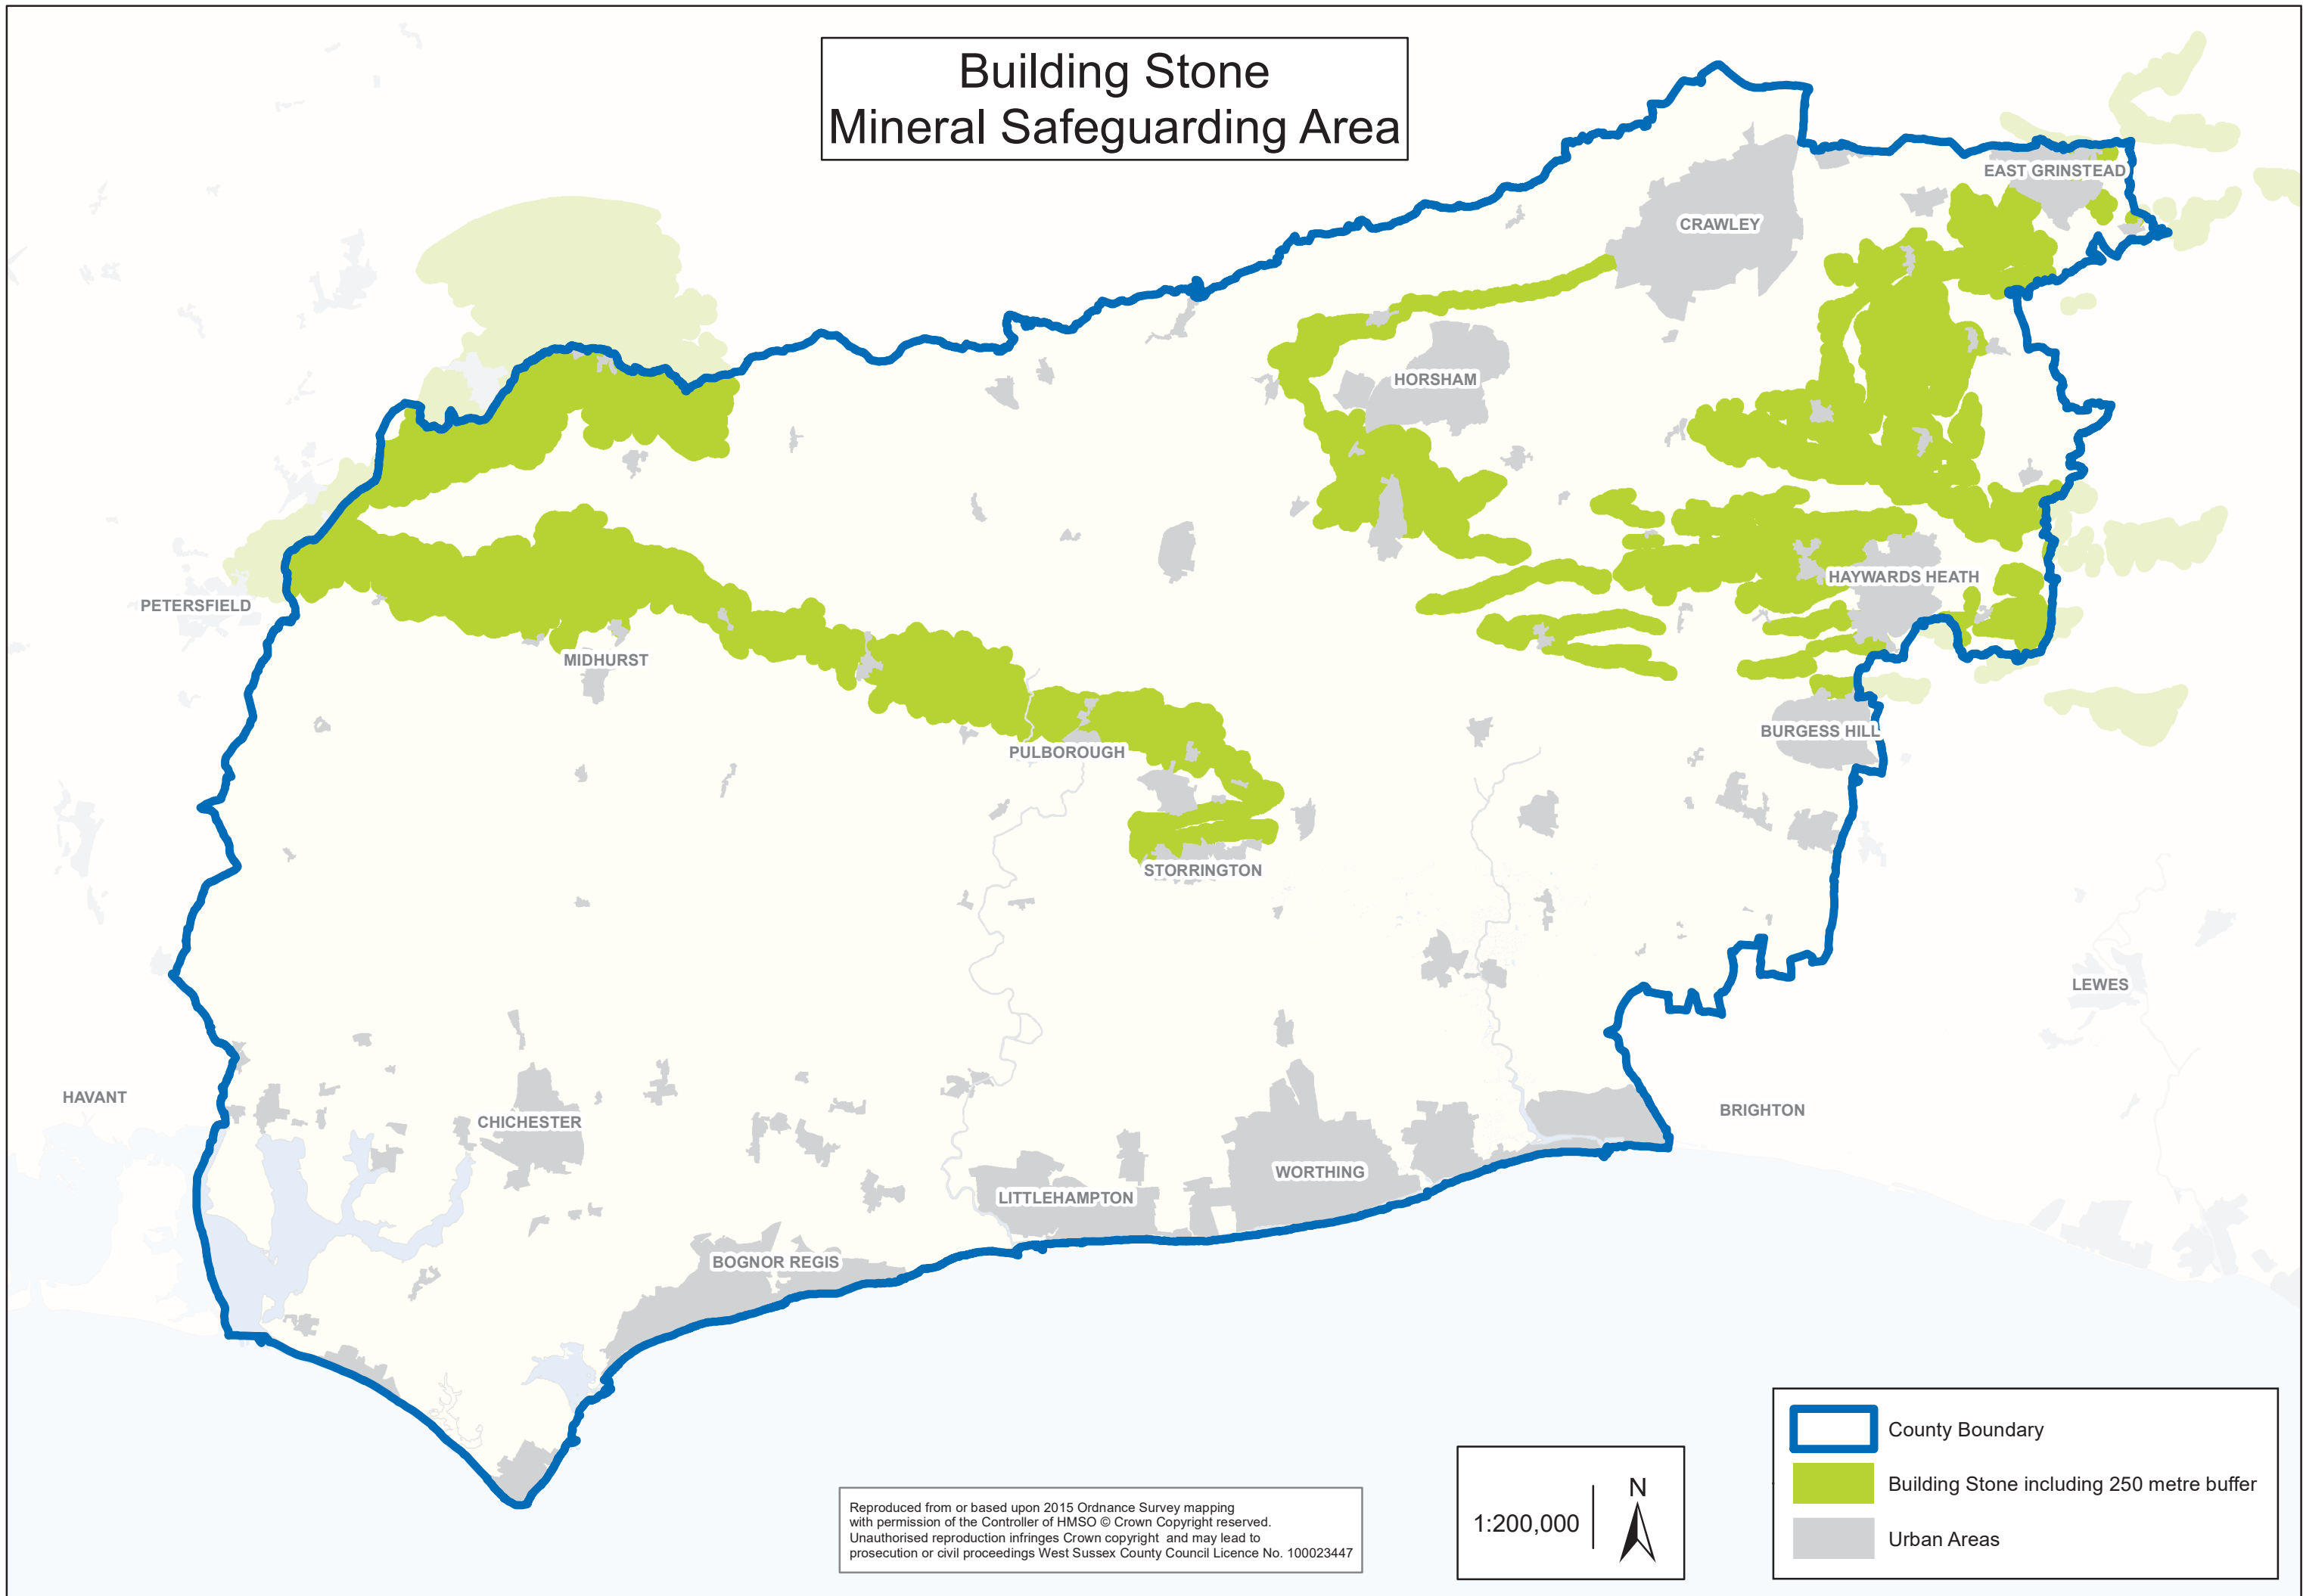 Building Stone
Mineral Safeguarding Area
EAST GRINSTEAD
CRAWLEY
HORSHAM
HAYWARDS HEATH
PETERSFIELD
MIDHURST
BURGESS HILL
PULBOROUGH
STORRINGTON
LEWES
HAVANT
BRIGHTON
CHICHESTER
WORTHING
LITTLEHAMPTON
BOGNOR REGIS
County Boundary
Building Stone including 250 metre buffer
Urban Areas
N
1:200,000
Reproduced from or based upon 2015 Ordnance Survey mapping
with permission of the Controller of HMSO © Crown Copyright reserved.
Unauthorised reproduction infringes Crown copyright and may lead to
prosecution or civil proceedings West Sussex County Council Licence No. 100023447